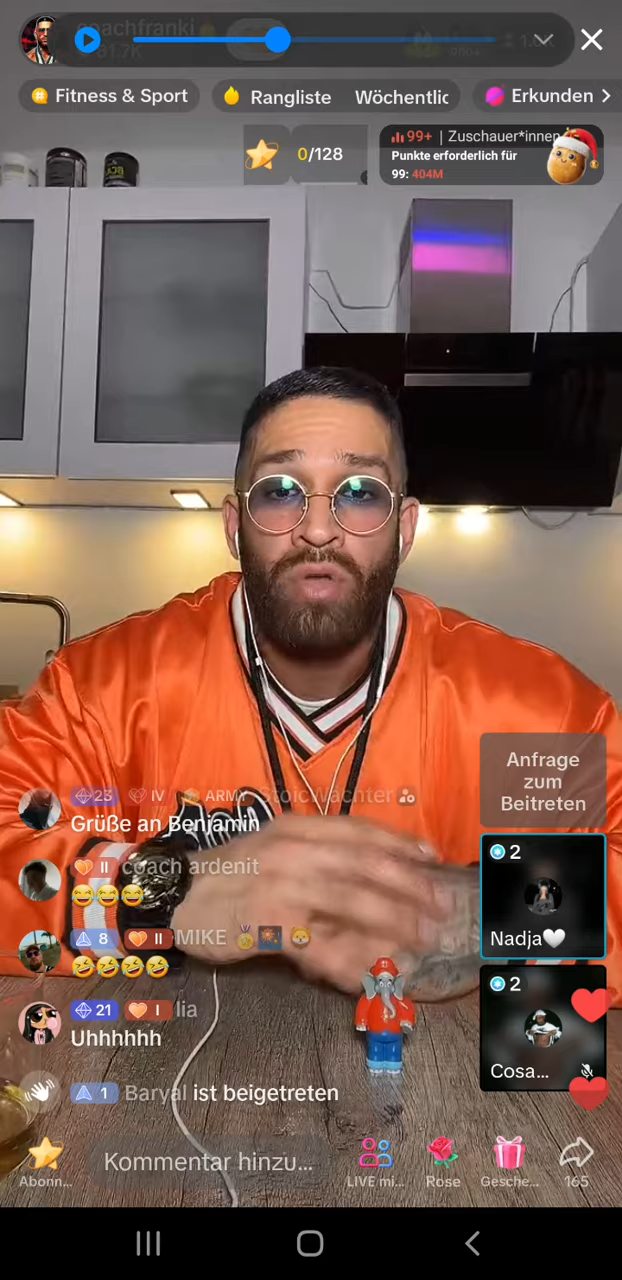 coachfranki
81.7K
Fitness & Sport
Rangliste
Wöchentlic
Erkunden
0/128
99+ | Zuschauer*innen
Punkte erforderlich für
99: 404M
Anfrage
zum
Beitreten
23 IV ARMY StoicWächter
Grüße an Benjamin
II coach ardenit
8 II MIKE
21 I lia
Uhhhhhh
1 Baryal ist beigetreten
2
Nadja
2
Cosa...
Abonn...
Kommentar hinzu...
LIVE mi...
Rose
Gesche...
165